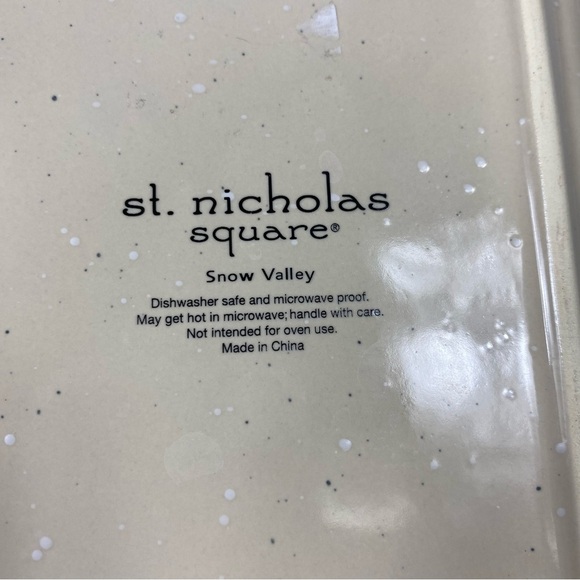 st. nicholas
square®
Snow Valley
Dishwasher safe and microwave proof.
May get hot in microwave; handle with care.
Not intended for oven use.
Made in China